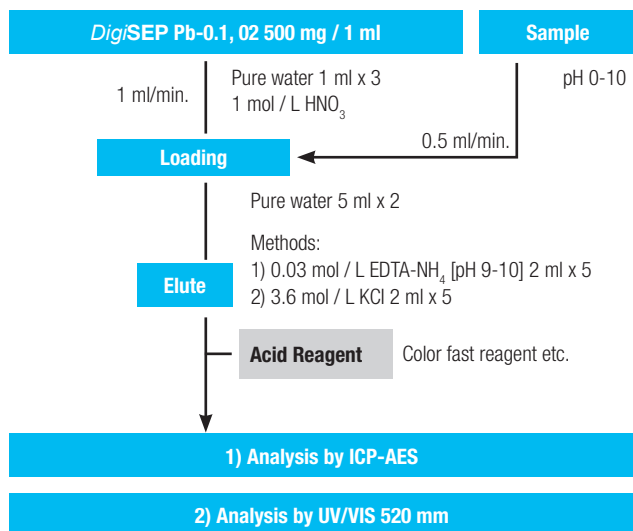 DigiSEP Pb-0.1, 02 500 mg / 1 ml
Sample
1 ml/min.
Pure water 1 ml x 3
1 mol / L HNO₃
pH 0-10
0.5 ml/min.
Loading
Pure water 5 ml x 2
Methods:
1) 0.03 mol / L EDTA-NH₄ [pH 9-10] 2 ml x 5
2) 3.6 mol / L KCl 2 ml x 5
Elute
Acid Reagent
Color fast reagent etc.
1) Analysis by ICP-AES
2) Analysis by UV/VIS 520 mm